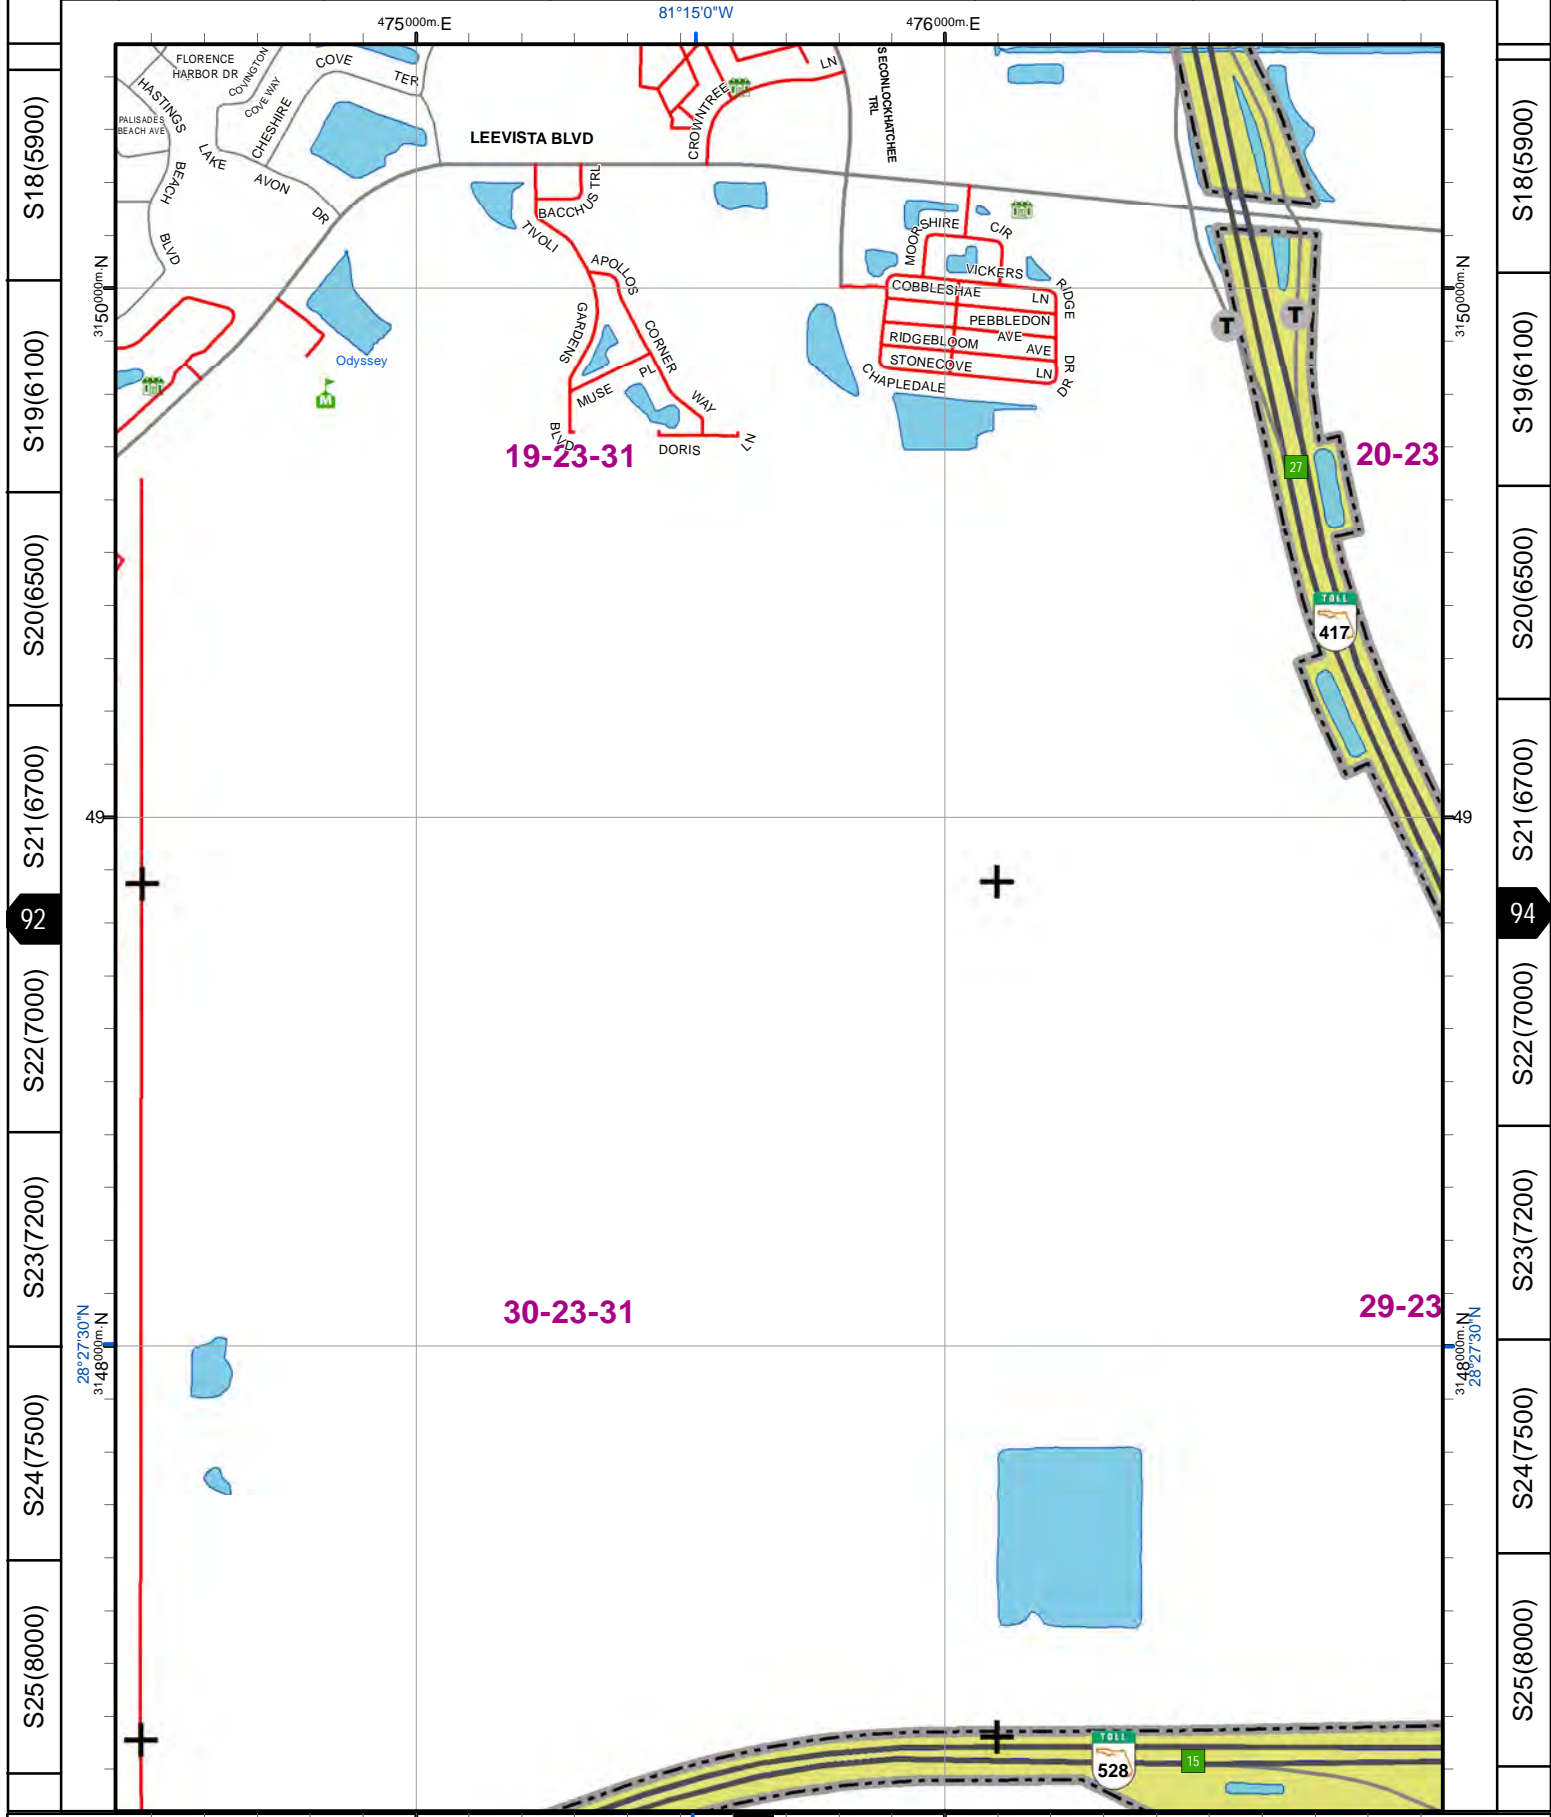 475000m.E
81°15'0"W
476000m.E
S18(5900)
S19(6100)
S20(6500)
S21(6700)
92
S22(7000)
S23(7200)
S24(7500)
S25(8000)
S18(5900)
S19(6100)
S20(6500)
S21(6700)
94
S22(7000)
S23(7200)
S24(7500)
S25(8000)
3150000m.N
49
28°27'30"N
3148000m.N
3150000m.N
49
3148000m.N
28°27'30"N
FLORENCE
HARBOR DR
COVINGTON
COVE WAY
COVE
TER
HASTINGS
PALISADES
BEACH AVE
CHESHIRE
LAKE
AVON
DR
BEACH
BLVD
LEEVISTA BLVD
CROWNTREE
LN
S ECONLOCKHATCHEE
TRL
BACCHUS
TRL
TIVOLI
APOLLOS
GARDENS
CORNER
MUSE
PL
WAY
BLVD
DORIS
LN
Odyssey
M
MOOR
SHIRE
CIR
VICKERS
RIDGE
COBBLESHAE
LN
PEBBLEDON
AVE
RIDGEBLOOM
AVE
STONECOVE
LN
DR
CHAPLEDALE
DR
T
T
19-23-31
20-23
27
TOLL
417
30-23-31
29-23
TOLL
528
15